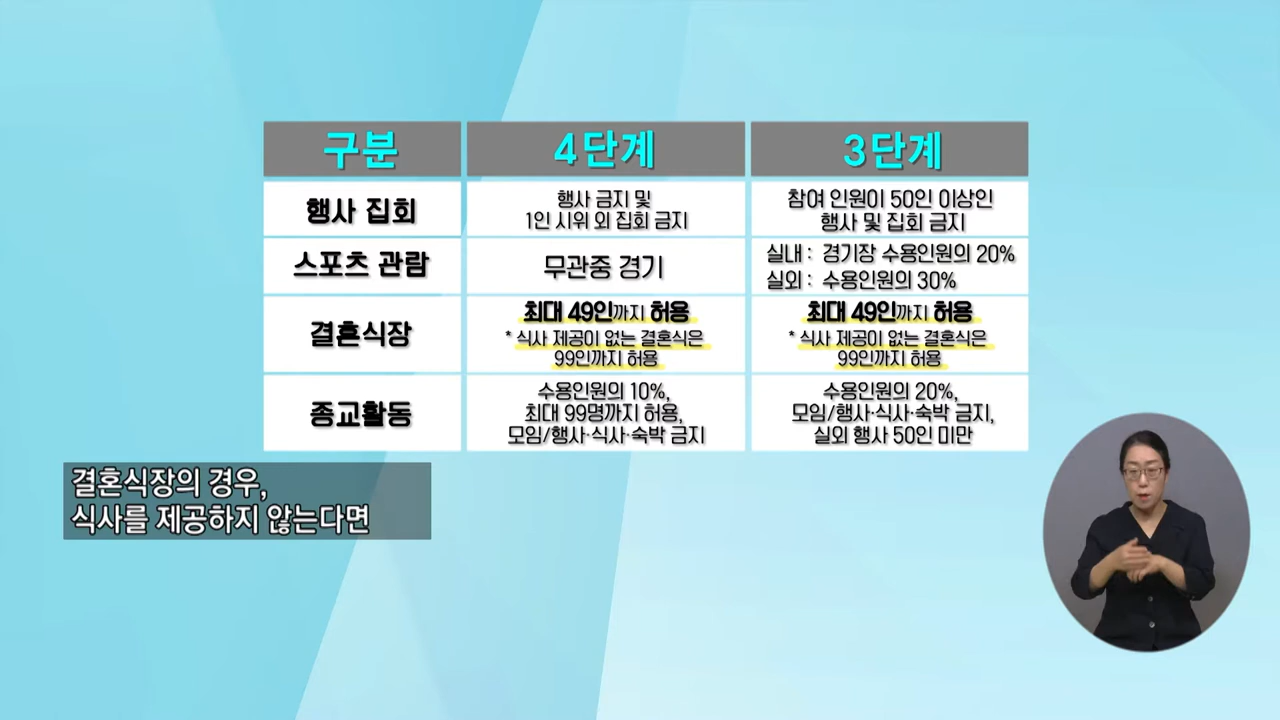 구분
4단계
3단계
행사 집회
행사 금지 및
1인 시위 외 집회 금지
참여 인원이 50인 이상인
행사 및 집회 금지
스포츠 관람
무관중 경기
실내 : 경기장 수용인원의 20%
실외 : 수용인원의 30%
결혼식장
최대 49인까지 허용
* 식사 제공이 없는 결혼식은
99인까지 허용
최대 49인까지 허용
* 식사 제공이 없는 결혼식은
99인까지 허용
종교활동
수용인원의 10%,
최대 99명까지 허용,
모임/행사·식사·숙박 금지
수용인원의 20%,
모임/행사·식사·숙박 금지,
실외 행사 50인 미만
결혼식장의 경우,
식사를 제공하지 않는다면